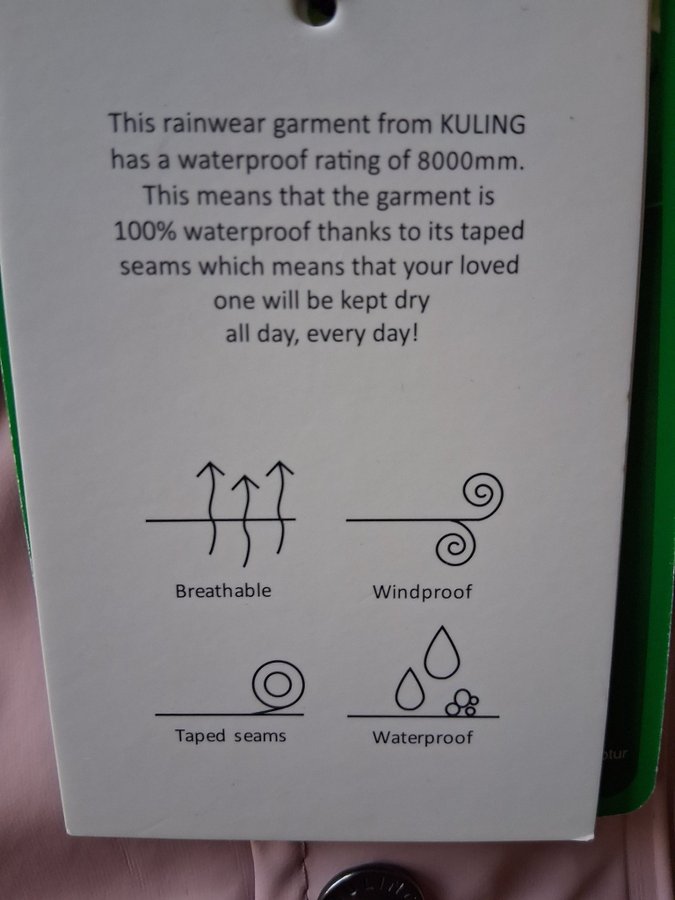 This rainwear garment from KULING
has a waterproof rating of 8000mm.
This means that the garment is
100% waterproof thanks to its taped
seams which means that your loved
one will be kept dry
all day, every day!
Breathable
Windproof
Taped seams
Waterproof